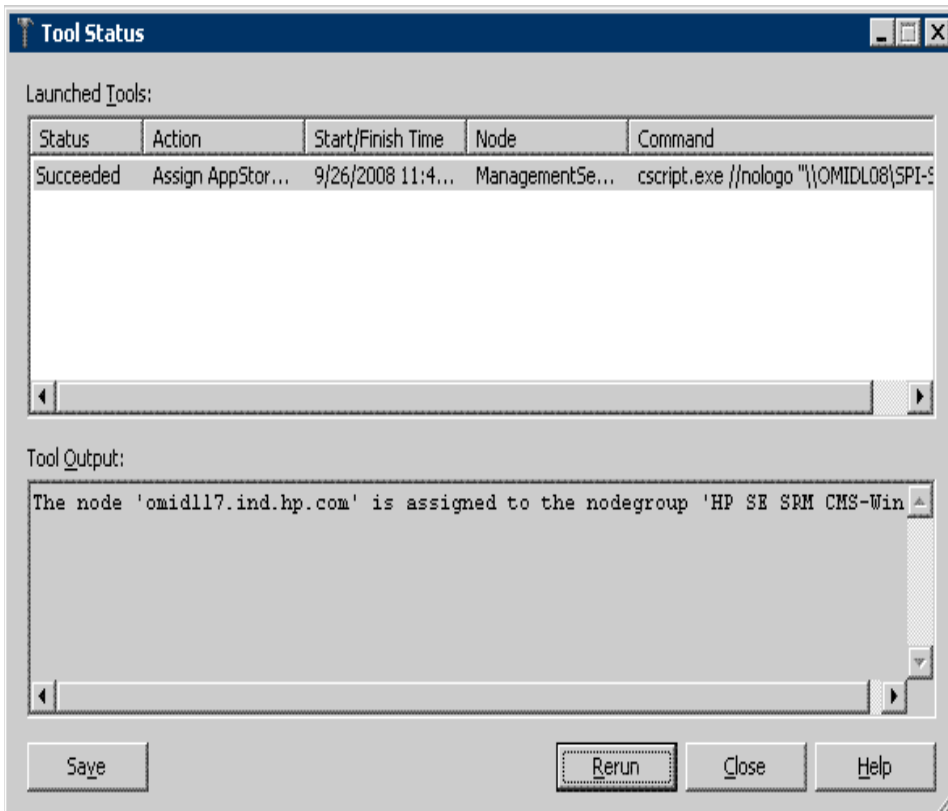 Tool Status
Launched Tools:
Status Action Start/Finish Time Node Command
Succeeded Assign AppStor... 9/26/2008 11:4... ManagementSe... cscript.exe //nologo "\\OMIDL08\SPI-S
Tool Output:
The node 'omidl17.ind.hp.com' is assigned to the nodegroup 'HP SE SRM CMS-Win
Save Rerun Close Help